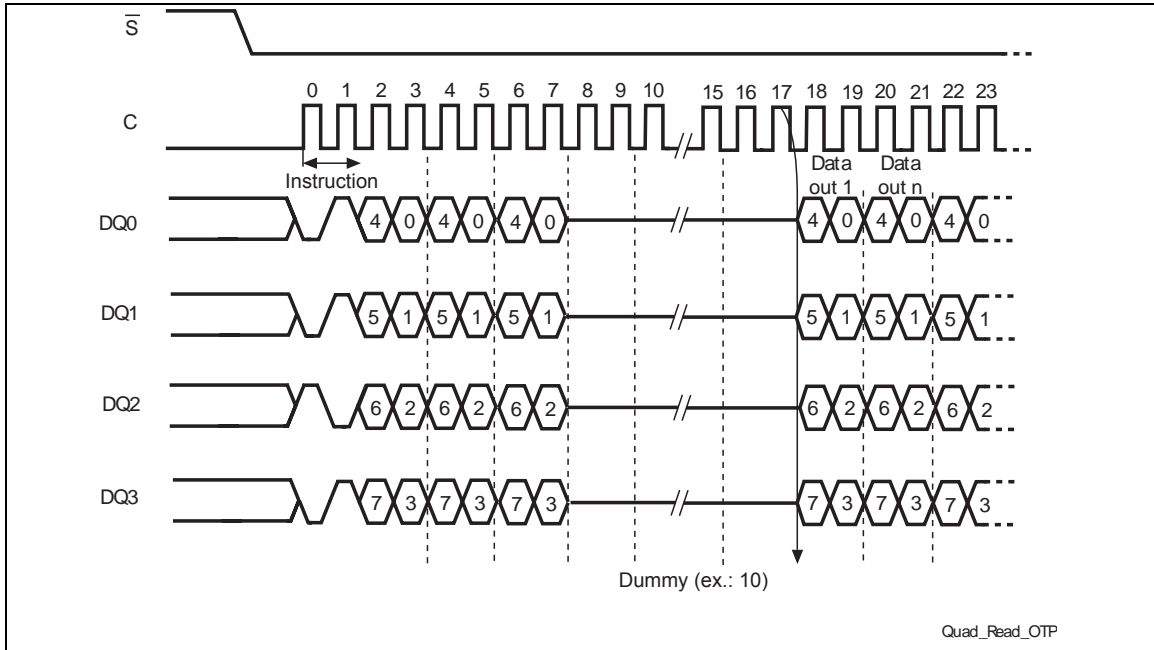 S
0 1 2 3 4 5 6 7 8 9 10 15 16 17 18 19 20 21 22 23
C
Instruction
Data out 1
Data out n
DQ0 4 0 4 0 4 0 4 0 4 0 4 0
DQ1 5 1 5 1 5 1 5 1 5 1 5 1
DQ2 6 2 6 2 6 2 6 2 6 2 6 2
DQ3 7 3 7 3 7 3 7 3 7 3 7 3
Dummy (ex.: 10)
Quad_Read_OTP